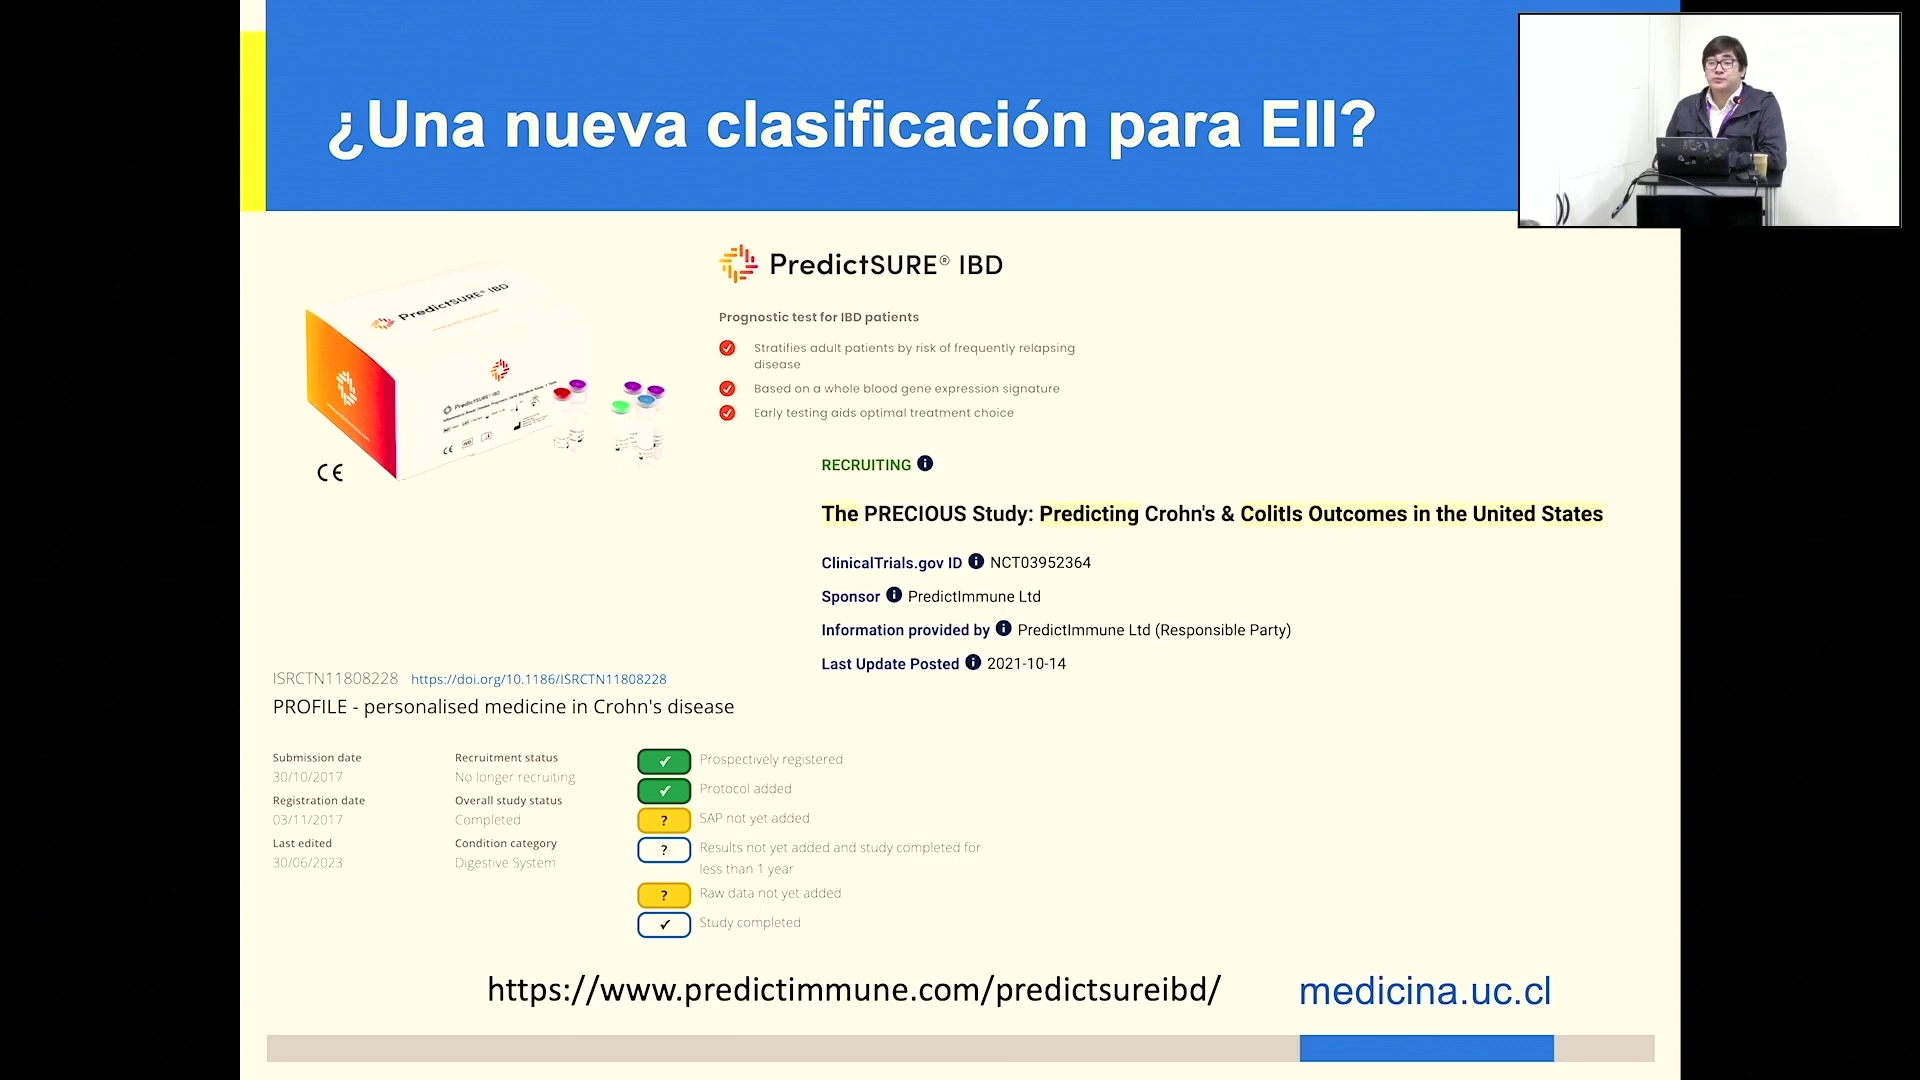 ¿Una nueva clasificación para EII?
PredictSURE® IBD
PredictSURE® IBD
PredictSURE IBD
CE
CE
Prognostic test for IBD patients
Stratifies adult patients by risk of frequently relapsing
disease
Based on a whole blood gene expression signature
Early testing aids optimal treatment choice
RECRUITING
The PRECIOUS Study: Predicting Crohn's & ColitIs Outcomes in the United States
ClinicalTrials.gov ID NCT03952364
Sponsor PredictImmune Ltd
Information provided by PredictImmune Ltd (Responsible Party)
Last Update Posted 2021-10-14
ISRCTN11808228 https://doi.org/10.1186/ISRCTN11808228
PROFILE - personalised medicine in Crohn's disease
Submission date
30/10/2017
Registration date
03/11/2017
Last edited
30/06/2023
Recruitment status
No longer recruiting
Overall study status
Completed
Condition category
Digestive System
Prospectively registered
Protocol added
? SAP not yet added
? Results not yet added and study completed for
less than 1 year
? Raw data not yet added
Study completed
https://www.predictimmune.com/predictsureibd/
medicina.uc.cl